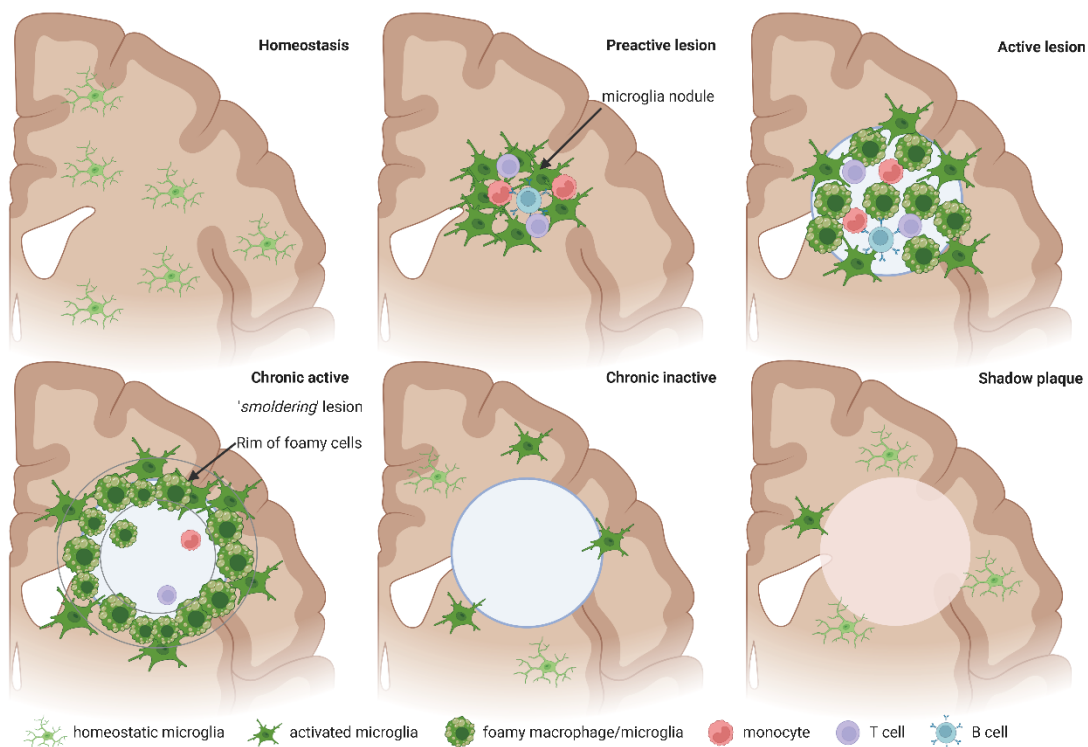 Homeostasis
Preactive lesion
microglia nodule
Active lesion
Chronic active
'smoldering' lesion
Rim of foamy cells
Chronic inactive
Shadow plaque
homeostatic microglia
activated microglia
foamy macrophage/microglia
monocyte
T cell
B cell